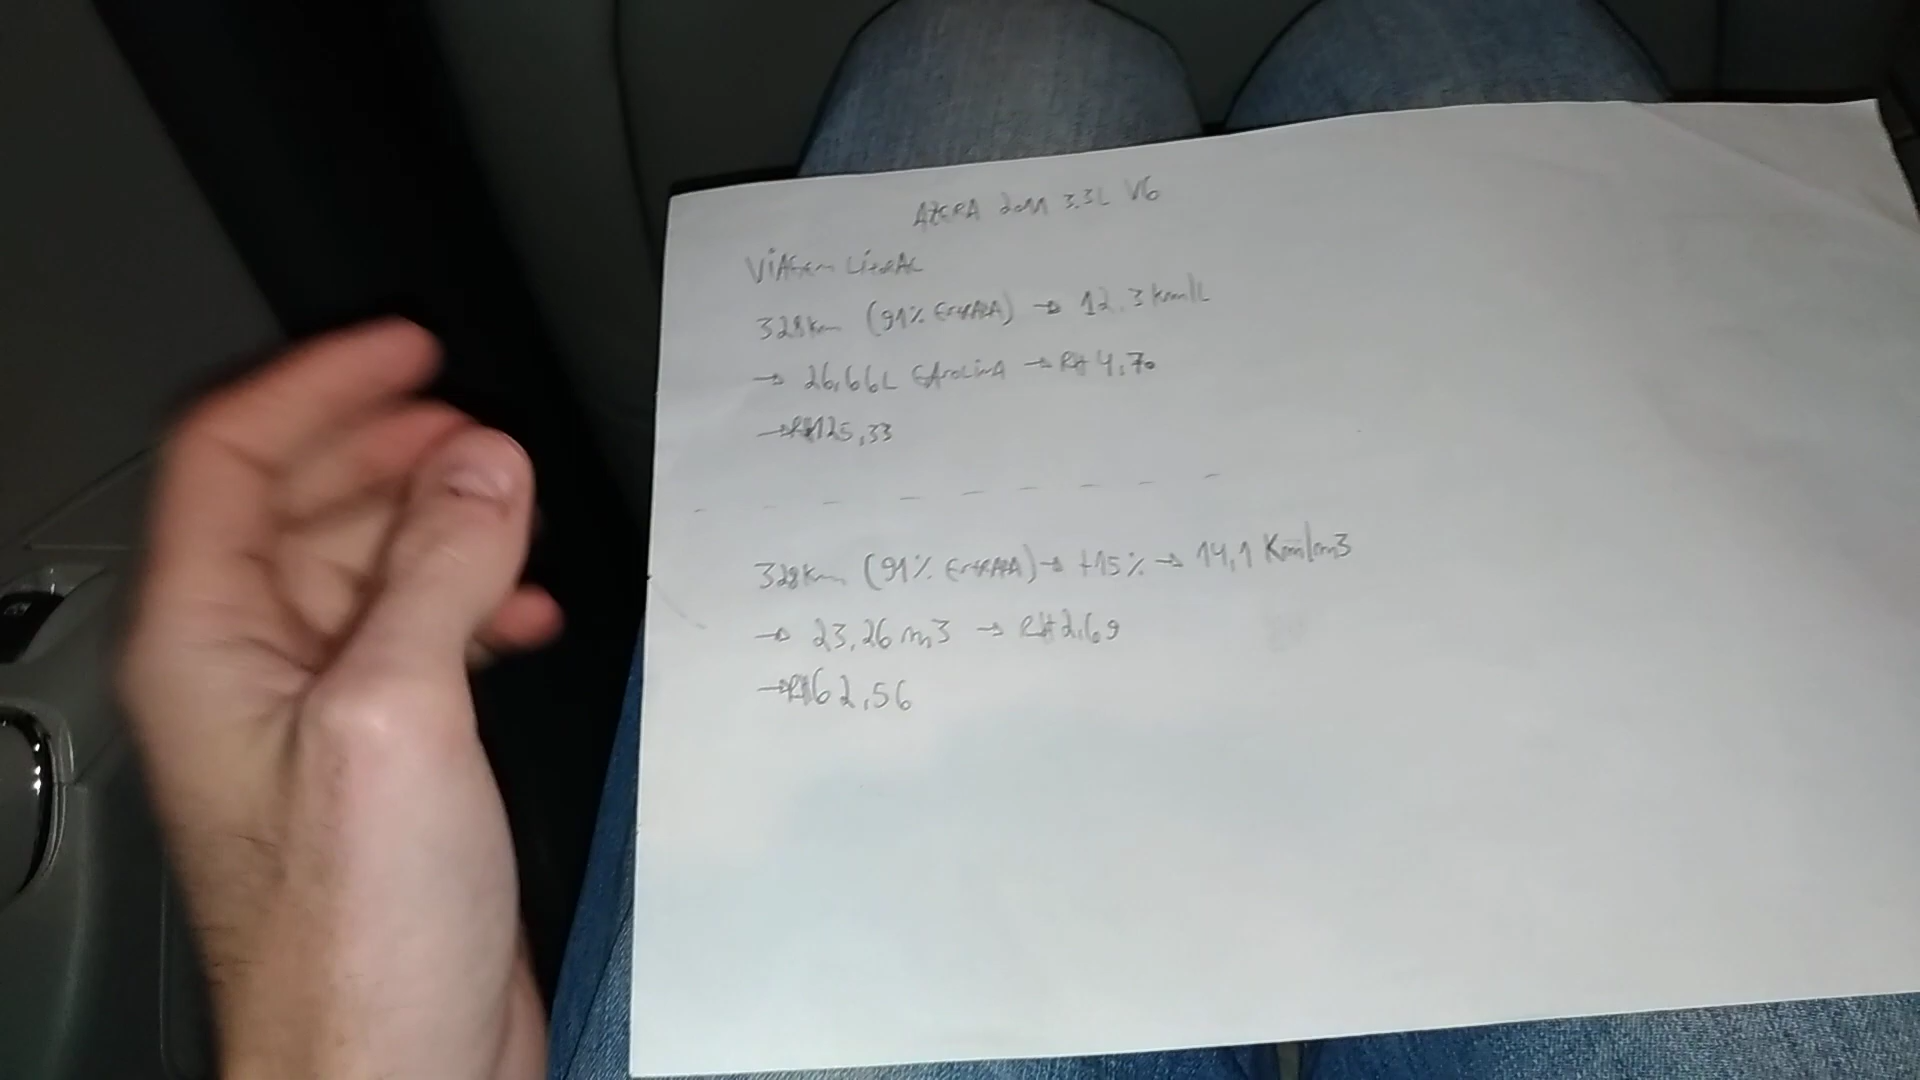 AZERA 2011 3.3L V6
ViAGem LitorAL
328km (91% EstRADA) → 12.3 km/L
→ 26,66L GAsoLinA → R$ 4,70
→ R$125,33
328km (91% EstRADA) → +15% → 14,1 Km/m3
→ 23,26 m3 → R$ 2,69
→ R$62,56